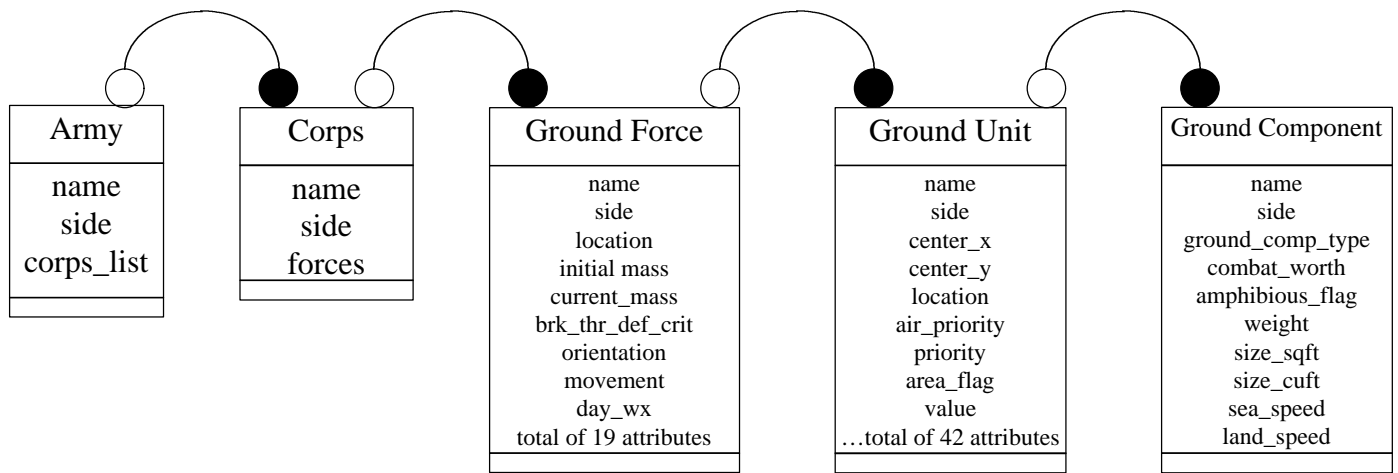 Army
name
side
corps_list
Corps
name
side
forces
Ground Force
name
side
location
initial mass
current_mass
brk_thr_def_crit
orientation
movement
day_wx
total of 19 attributes
Ground Unit
name
side
center_x
center_y
location
air_priority
priority
area_flag
value
…total of 42 attributes
Ground Component
name
side
ground_comp_type
combat_worth
amphibious_flag
weight
size_sqft
size_cuft
sea_speed
land_speed